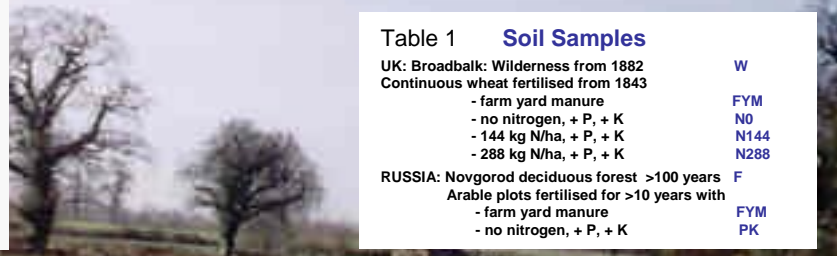 Table 1 Soil Samples
UK: Broadbalk: Wilderness from 1882 W
Continuous wheat fertilised from 1843
- farm yard manure FYM
- no nitrogen, + P, + K N0
- 144 kg N/ha, + P, + K N144
- 288 kg N/ha, + P, + K N288
RUSSIA: Novgorod deciduous forest >100 years F
Arable plots fertilised for >10 years with
- farm yard manure FYM
- no nitrogen, + P, + K PK